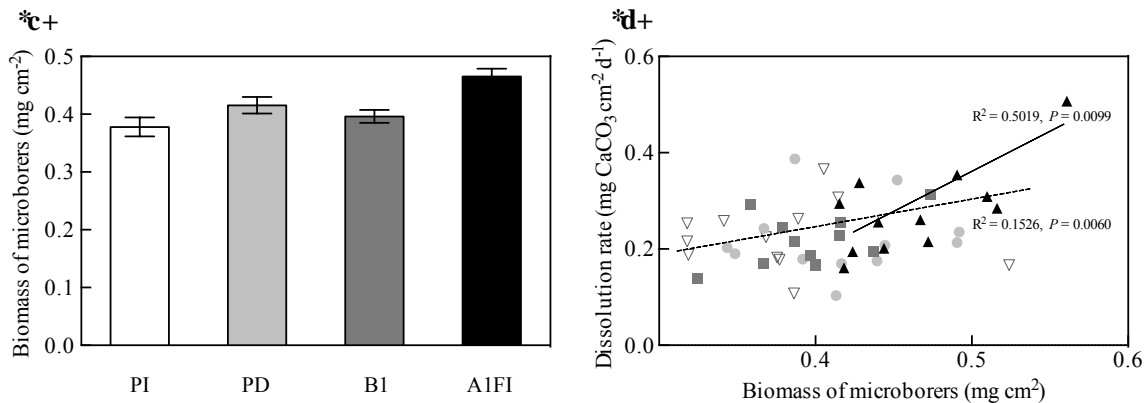 *c+
Biomass of microborers (mg cm⁻²)
0.5
0.4
0.3
0.2
0.1
0.0
PI
PD
B1
A1FI
*d+
Dissolution rate (mg CaCO₃ cm⁻² d⁻¹)
0.6
0.4
0.2
0.0
R² = 0.5019, P = 0.0099
R² = 0.1526, P = 0.0060
0.4
0.5
0.6
Biomass of microborers (mg cm²)